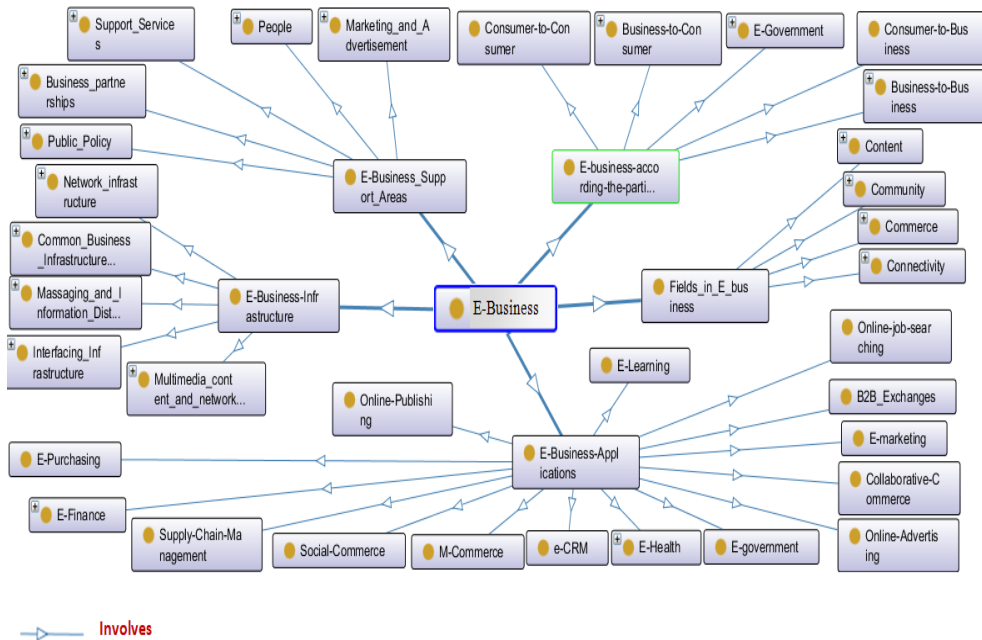 Support_Service
s
People
Marketing_and_A
dvertisement
Consumer-to-Con
sumer
Business-to-Con
sumer
E-Government
Consumer-to-Bus
iness
Business_partne
rships
Business-to-Bus
iness
Public_Policy
Content
Network_infrast
ructure
E-Business_Supp
ort_Areas
E-business-acco
rding-the-parti...
Community
Common_Business
_Infrastructure...
Commerce
Connectivity
Massaging_and_I
nformation_Dist...
E-Business-Infr
astructure
E-Business
Fields_in_E_bus
iness
Interfacing_Inf
rastructure
Multimedia_cont
ent_and_network...
E-Learning
Online-job-sear
ching
Online-Publishi
ng
B2B_Exchanges
E-Purchasing
E-Business-Appl
ications
E-marketing
Collaborative-C
ommerce
E-Finance
Supply-Chain-Ma
nagement
Social-Commerce
M-Commerce
e-CRM
E-Health
E-government
Online-Advertis
ing
Involves